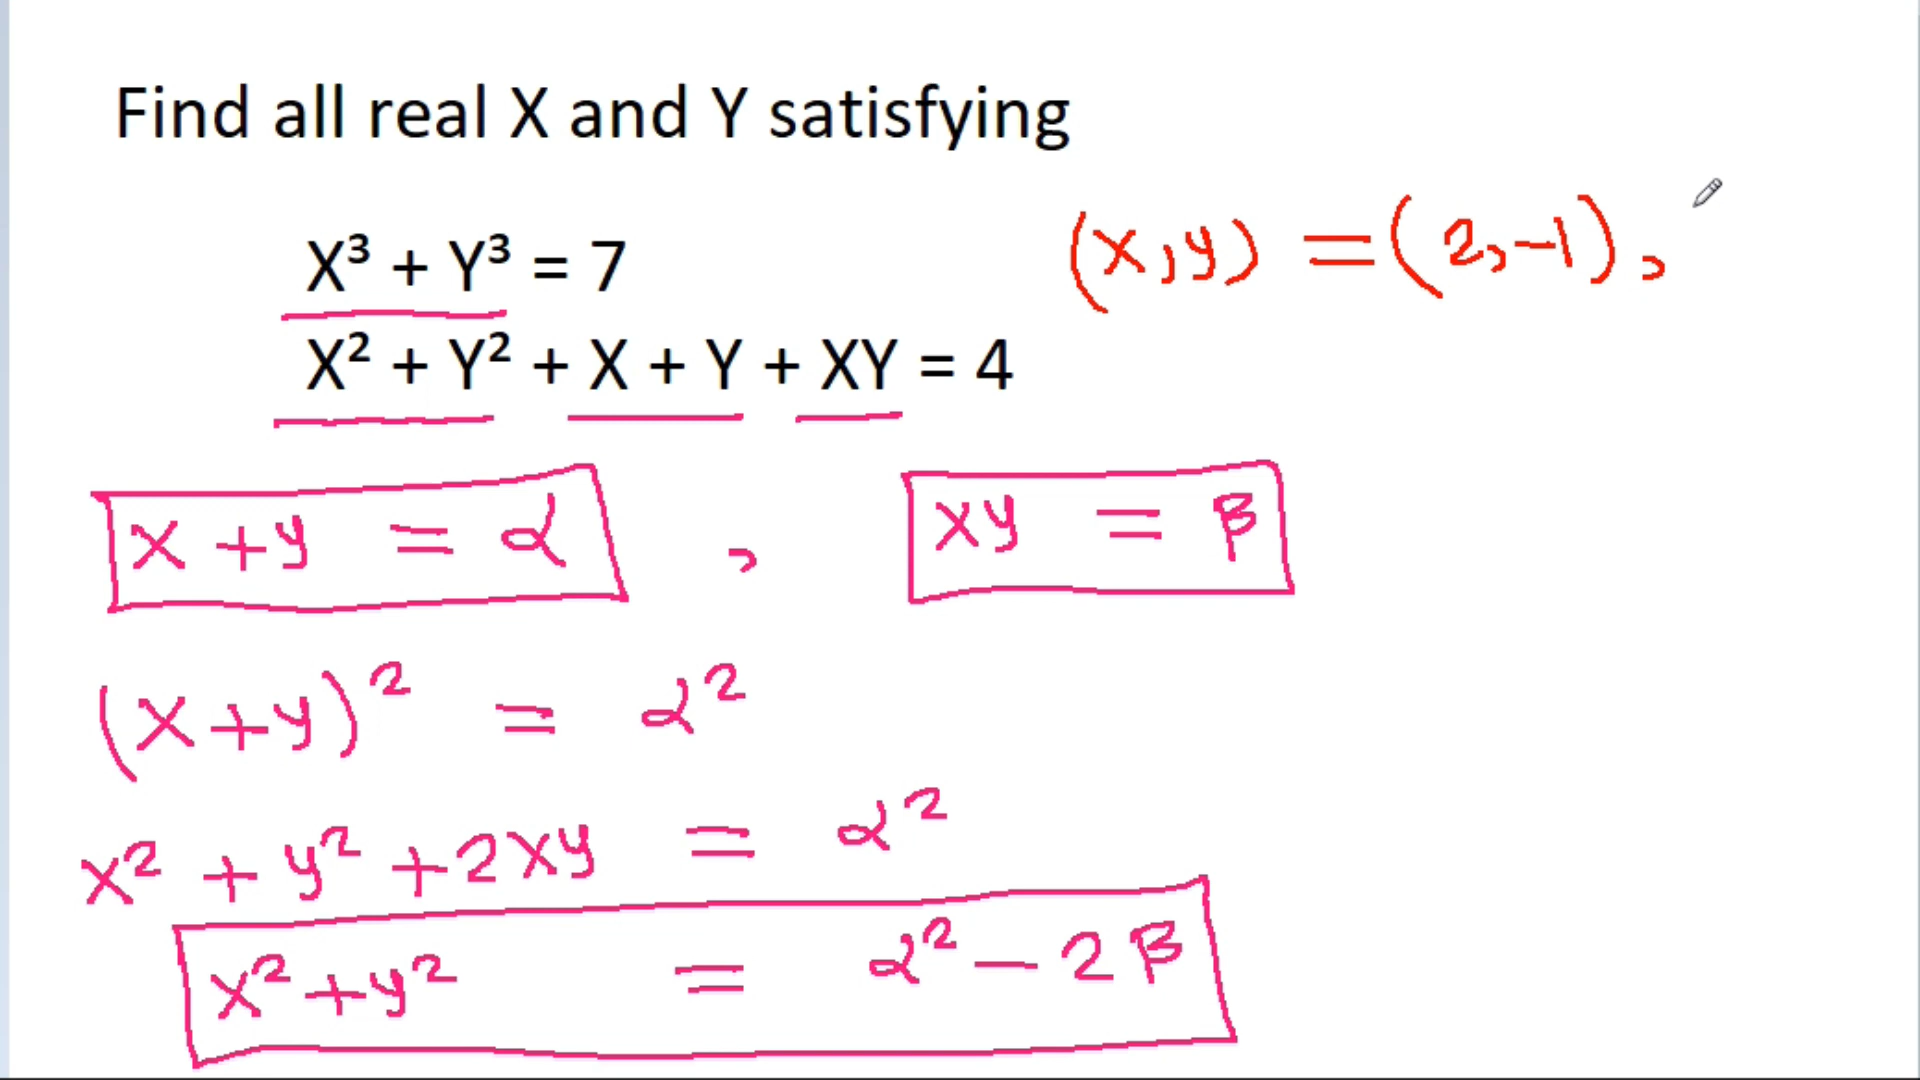 Find all real X and Y satisfying
X³ + Y³ = 7
(x,y) = (2,-1),
X² + Y² + X + Y + XY = 4
x + y = α , xy = β
(x+y)² = α²
x² + y² + 2xy = α²
x² + y² = α² - 2β